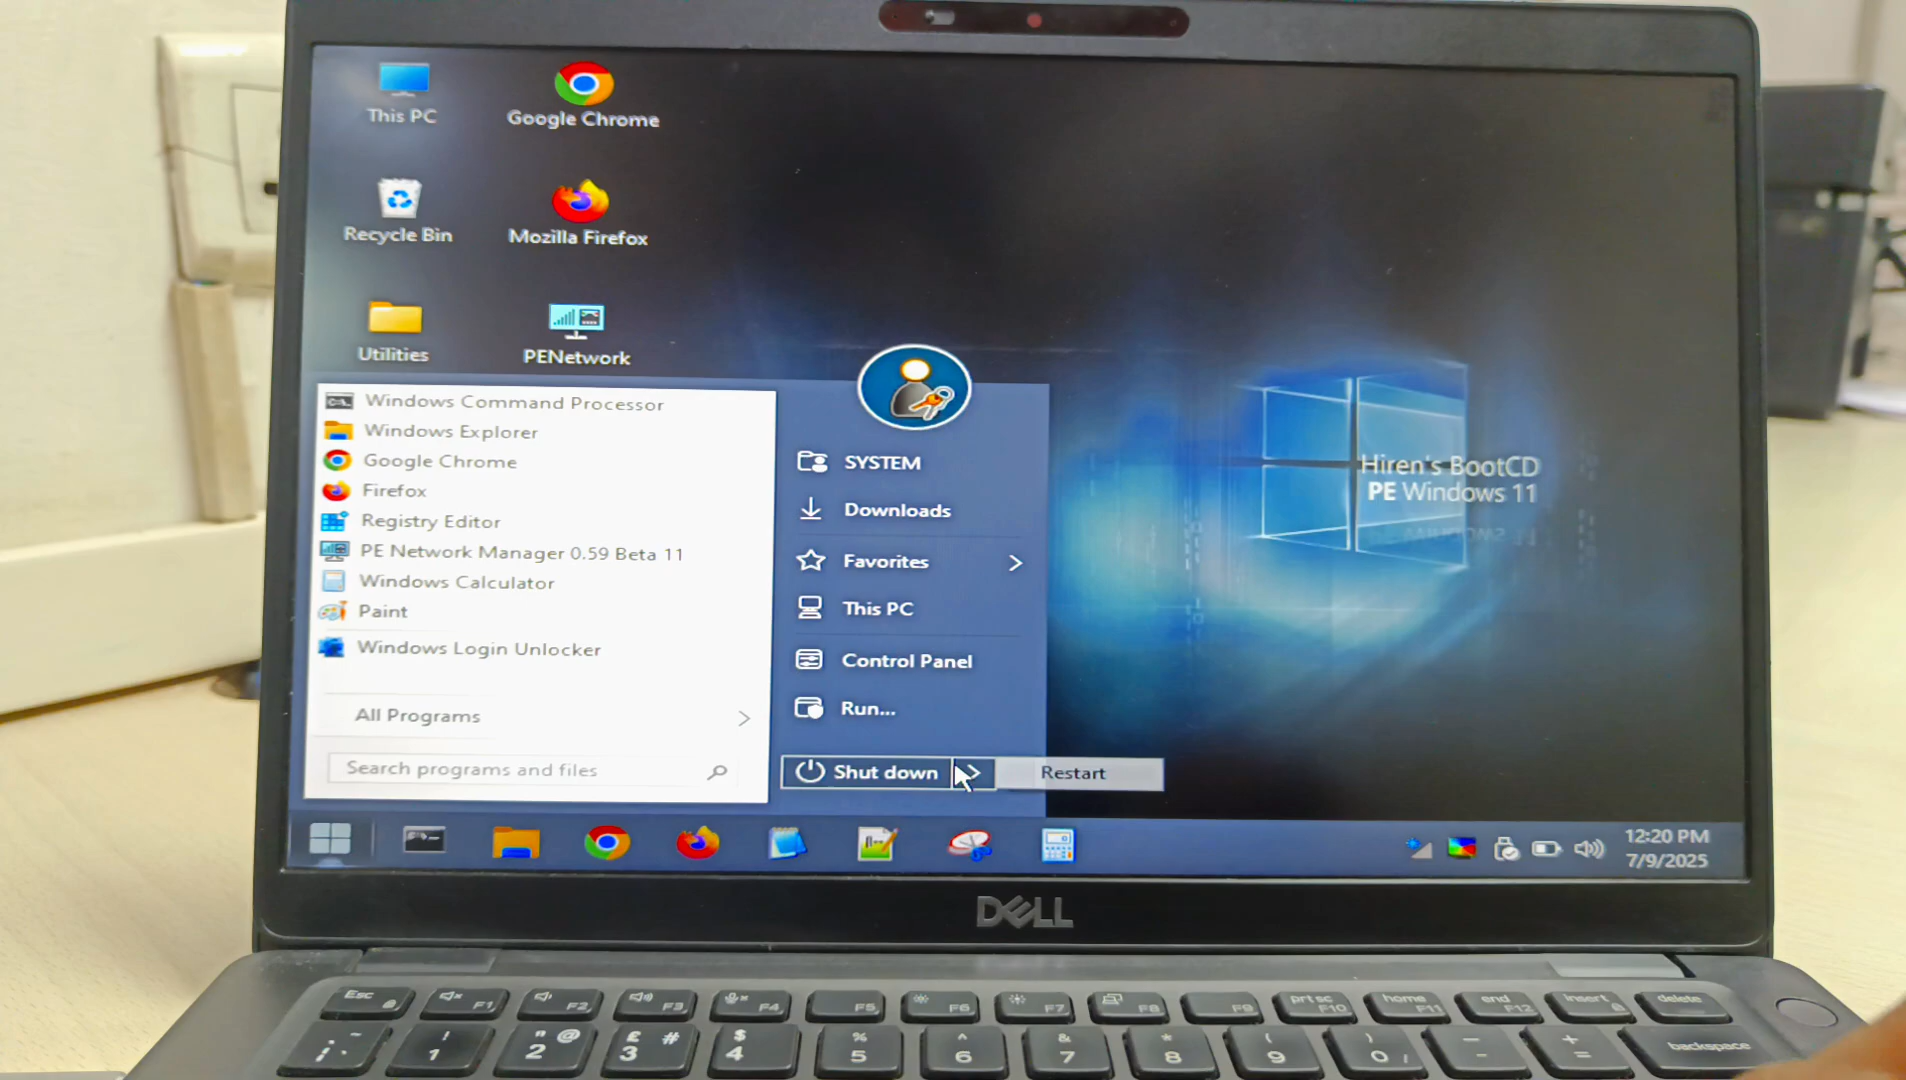 This PC
Google Chrome
Recycle Bin
Mozilla Firefox
Utilities
PENetwork
Windows Command Processor
Windows Explorer
Google Chrome
Firefox
Registry Editor
PE Network Manager 0.59 Beta 11
Windows Calculator
Paint
Windows Login Unlocker
All Programs
Search programs and files
SYSTEM
Downloads
Favorites
This PC
Control Panel
Run...
Shut down
Restart
Hiren's BootCD
PE Windows 11
12:20 PM
7/9/2025
DELL
Esc F1 F2 F3 F4 F5 F6 F7 F8 F9 prt sc F10 home F11 end F12 insert delete
! 1 " 2 @ £ 3 # $ 4 % 5 ^ 6 & 7 * 8 ( 9 ) 0 _ - + = backspace